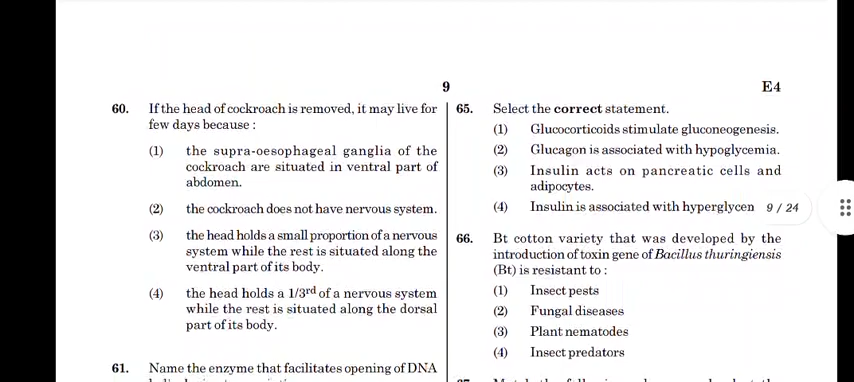 9
E4
60. If the head of cockroach is removed, it may live for
few days because :
(1) the supra-oesophageal ganglia of the
cockroach are situated in ventral part of
abdomen.
(2) the cockroach does not have nervous system.
(3) the head holds a small proportion of a nervous
system while the rest is situated along the
ventral part of its body.
(4) the head holds a 1/3rd of a nervous system
while the rest is situated along the dorsal
part of its body.
61. Name the enzyme that facilitates opening of DNA
65. Select the correct statement.
(1) Glucocorticoids stimulate gluconeogenesis.
(2) Glucagon is associated with hypoglycemia.
(3) Insulin acts on pancreatic cells and
adipocytes.
(4) Insulin is associated with hyperglycen
9 / 24
66. Bt cotton variety that was developed by the
introduction of toxin gene of Bacillus thuringiensis
(Bt) is resistant to :
(1) Insect pests
(2) Fungal diseases
(3) Plant nematodes
(4) Insect predators